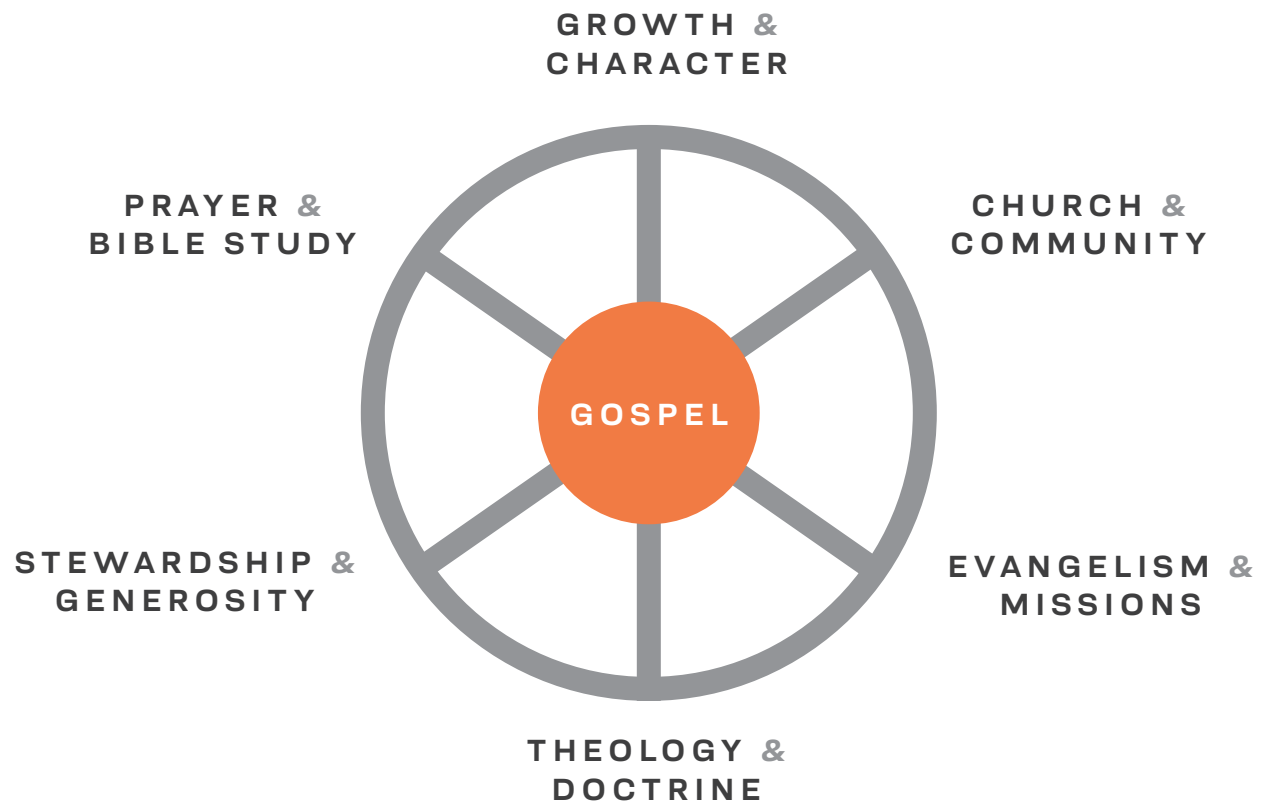 GROWTH &
CHARACTER
PRAYER &
BIBLE STUDY
CHURCH &
COMMUNITY
GOSPEL
STEWARDSHIP &
GENEROSITY
EVANGELISM &
MISSIONS
THEOLOGY &
DOCTRINE